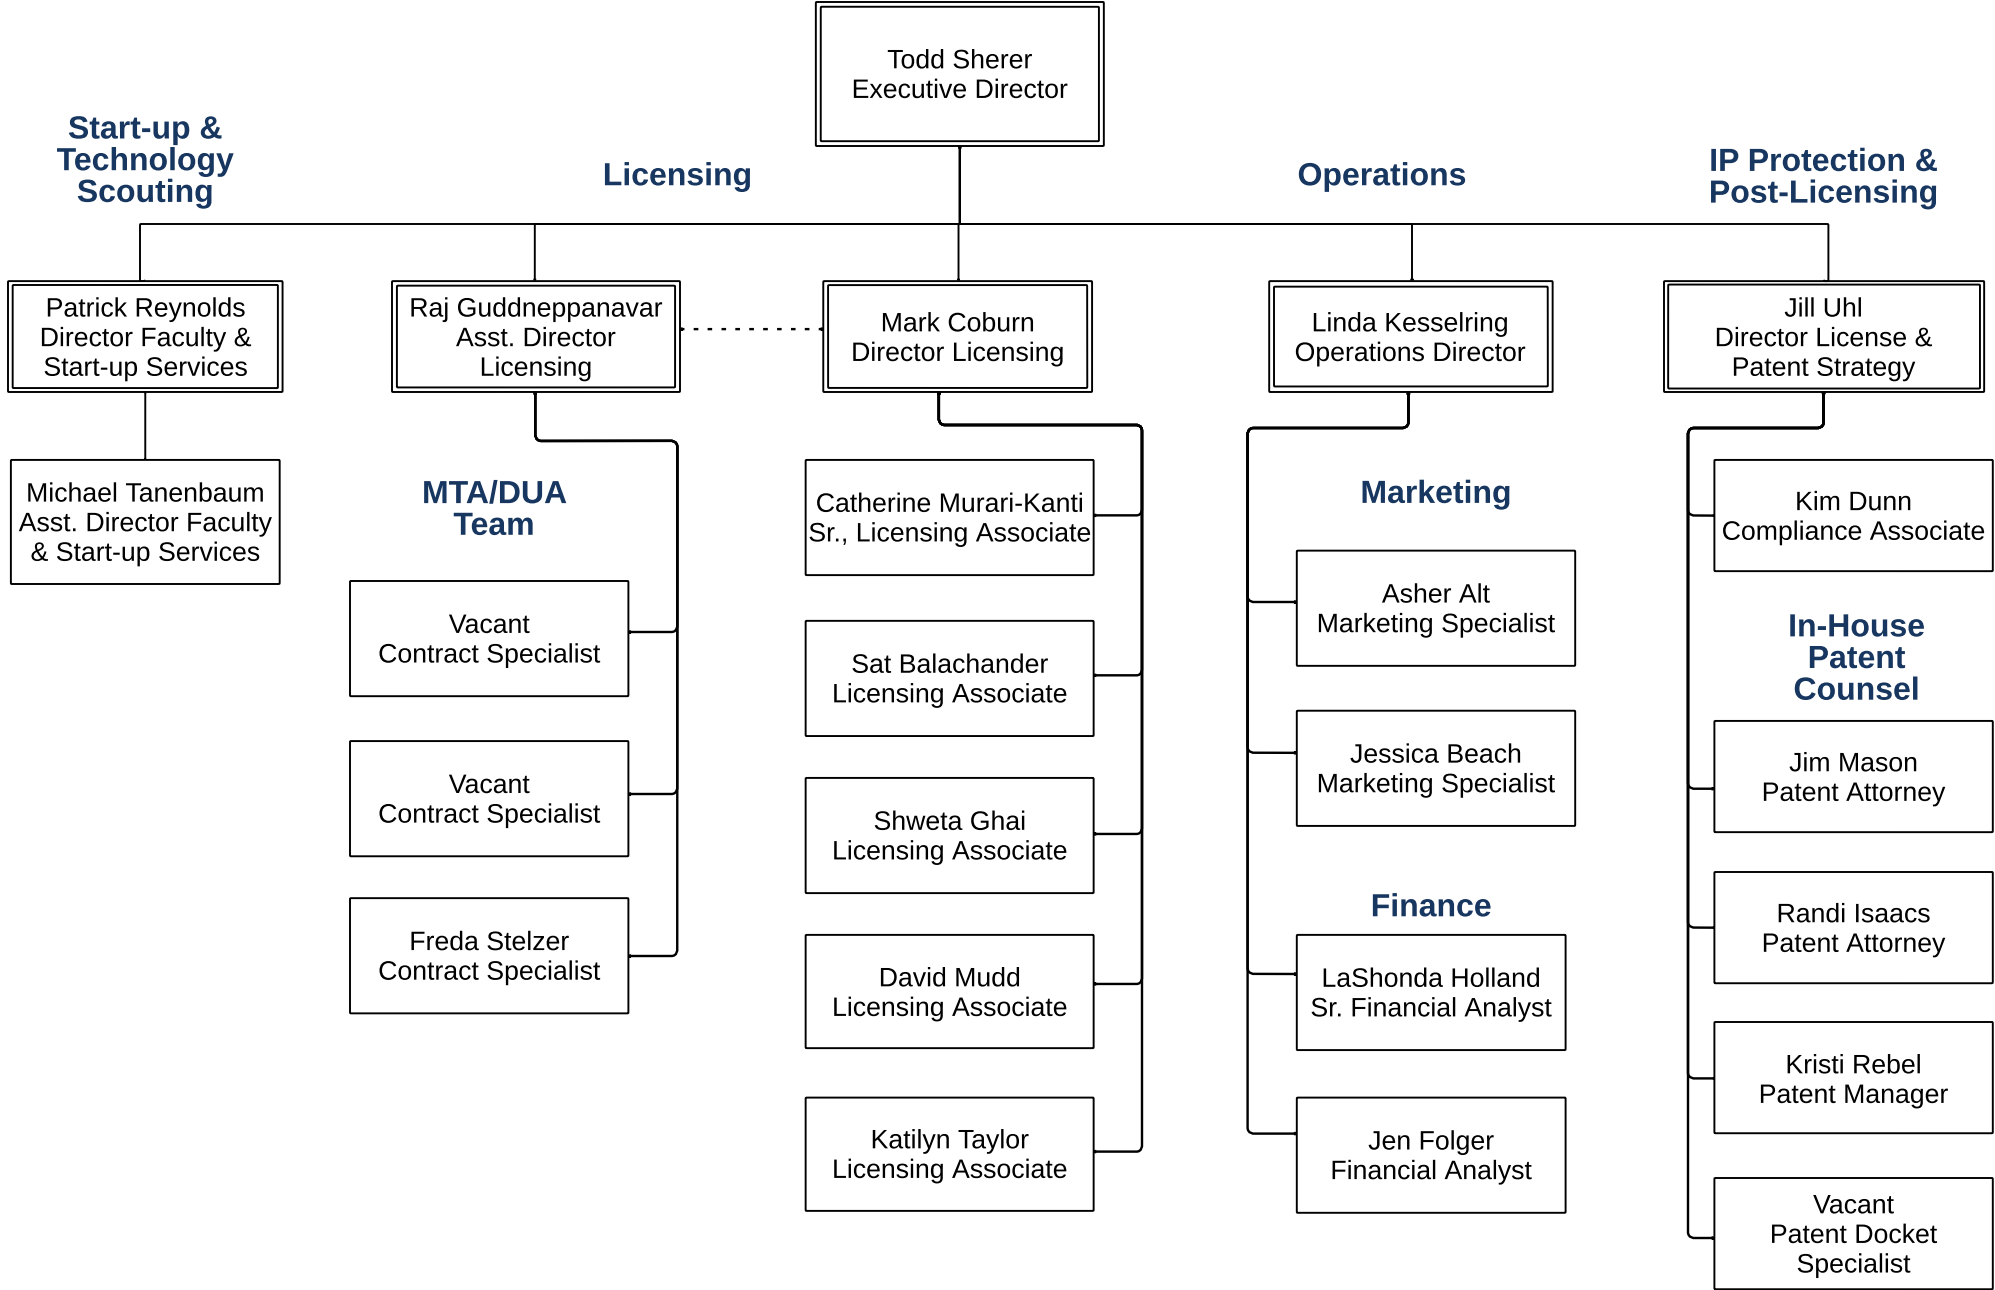 Todd Sherer
Executive Director
Start-up &
Technology
Scouting
Licensing
Operations
IP Protection &
Post-Licensing
Patrick Reynolds
Director Faculty &
Start-up Services
Raj Guddneppanavar
Asst. Director
Licensing
Mark Coburn
Director Licensing
Linda Kesselring
Operations Director
Jill Uhl
Director License &
Patent Strategy
Michael Tanenbaum
Asst. Director Faculty
& Start-up Services
MTA/DUA
Team
Vacant
Contract Specialist
Vacant
Contract Specialist
Freda Stelzer
Contract Specialist
Catherine Murari-Kanti
Sr., Licensing Associate
Sat Balachander
Licensing Associate
Shweta Ghai
Licensing Associate
David Mudd
Licensing Associate
Katilyn Taylor
Licensing Associate
Marketing
Asher Alt
Marketing Specialist
Jessica Beach
Marketing Specialist
Finance
LaShonda Holland
Sr. Financial Analyst
Jen Folger
Financial Analyst
Kim Dunn
Compliance Associate
In-House
Patent
Counsel
Jim Mason
Patent Attorney
Randi Isaacs
Patent Attorney
Kristi Rebel
Patent Manager
Vacant
Patent Docket
Specialist